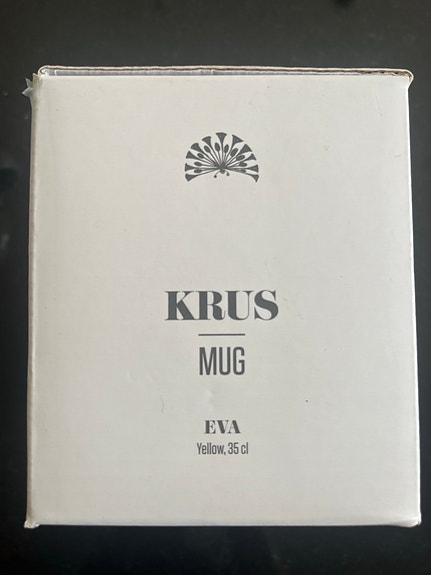 KRUS
MUG
EVA
Yellow, 35 cl